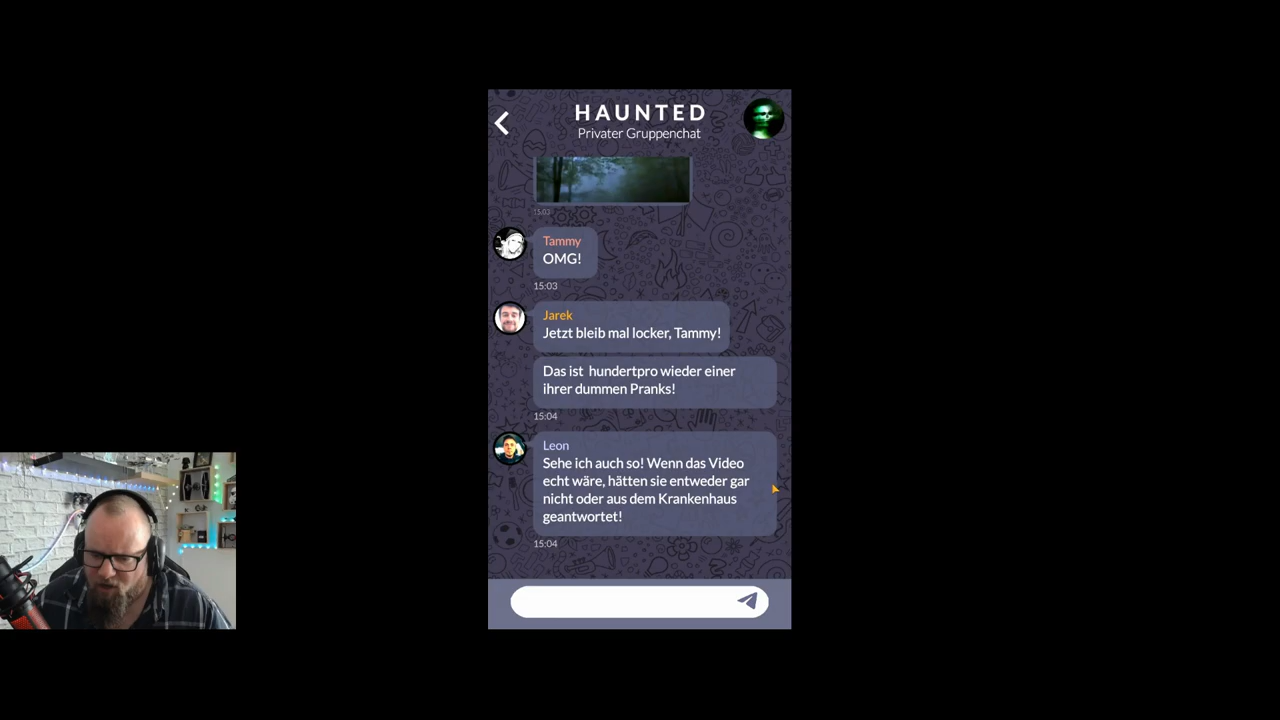 HAUNTED
Privater Gruppenchat
15:03
Tammy
OMG!
15:03
Jarek
Jetzt bleib mal locker, Tammy!
Das ist hundertpro wieder einer
ihrer dummen Pranks!
15:04
Leon
Sehe ich auch so! Wenn das Video
echt wäre, hätten sie entweder gar
nicht oder aus dem Krankenhaus
geantwortet!
15:04